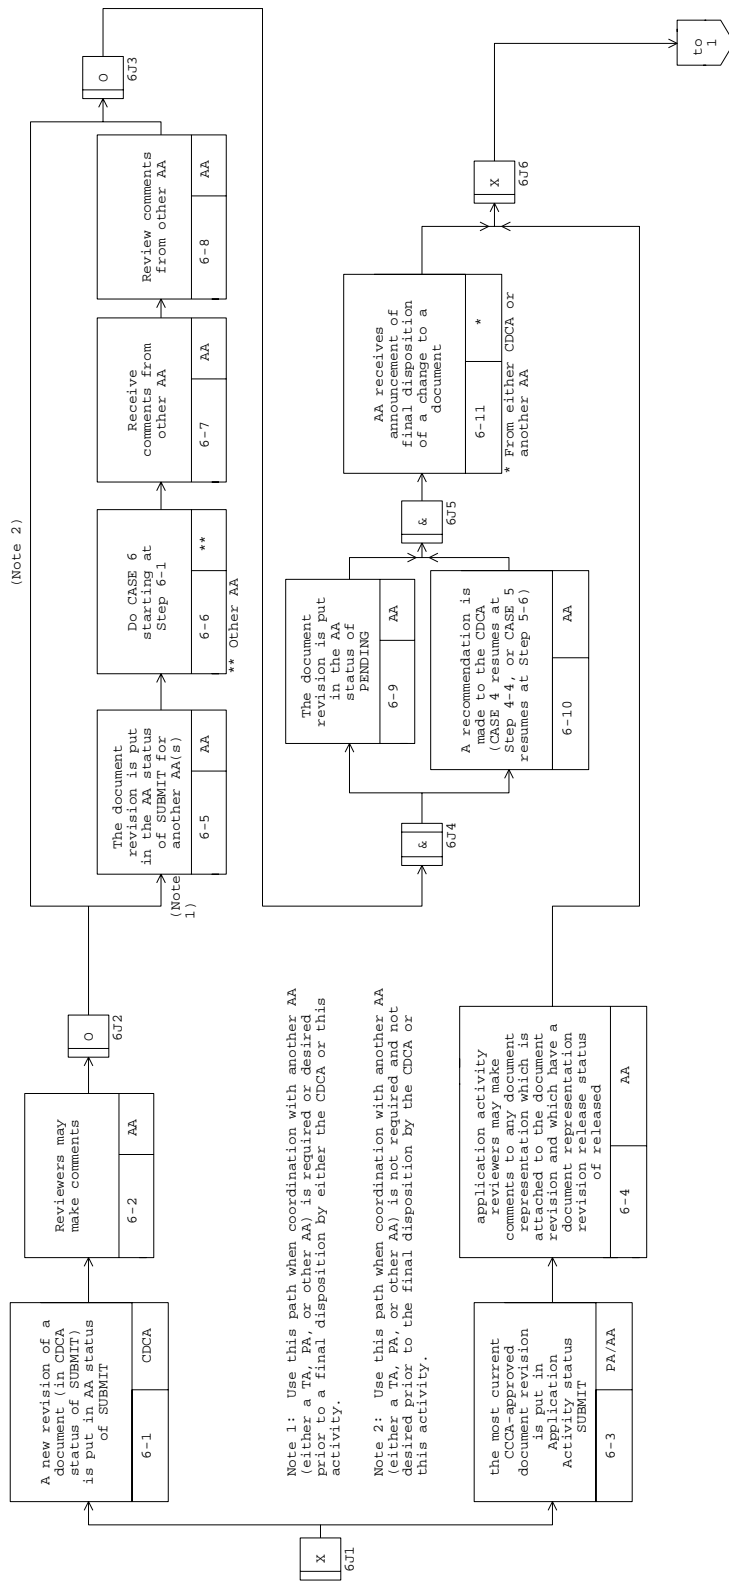 X
6J1
A new revision of a
document (in CDCA
status of SUBMIT)
is put in AA status
of SUBMIT
6-1
CDCA
Reviewers may
make comments
6-2
AA
O
6J2
(Note 2)
The document
revision is put
in the AA status
of SUBMIT for
another AA(s)
6-5
AA
(Note
1)
Do CASE 6
starting at
Step 6-1
6-6
**
** Other AA
Receive
comments from
other AA
6-7
AA
Review comments
from other AA
6-8
AA
O
6J3
Note 1: Use this path when coordination with another AA
(either a TA, PA, or other AA) is required or desired
prior to a final disposition by either the CDCA or this
activity.
Note 2: Use this path when coordination with another AA
(either a TA, PA, or other AA) is not required and not
desired prior to the final disposition by the CDCA or
this activity.
&
6J4
The document
revision is put
in the AA
status of
PENDING
6-9
AA
A recommendation is
made to the CDCA
(CASE 4 resumes at
Step 4-4, or CASE 5
resumes at Step 5-6)
6-10
AA
&
6J5
AA receives
announcement of
final disposition
of a change to a
document
6-11
*
* From either CDCA or
another AA
the most current
CCCA-approved
document revision
is put in
Application
Activity status
SUBMIT
6-3
PA/AA
application activity
reviewers may make
comments to any document
representation which is
attached to the document
revision and which have a
document representation
revision release status
of released
6-4
AA
X
6J6
to
1